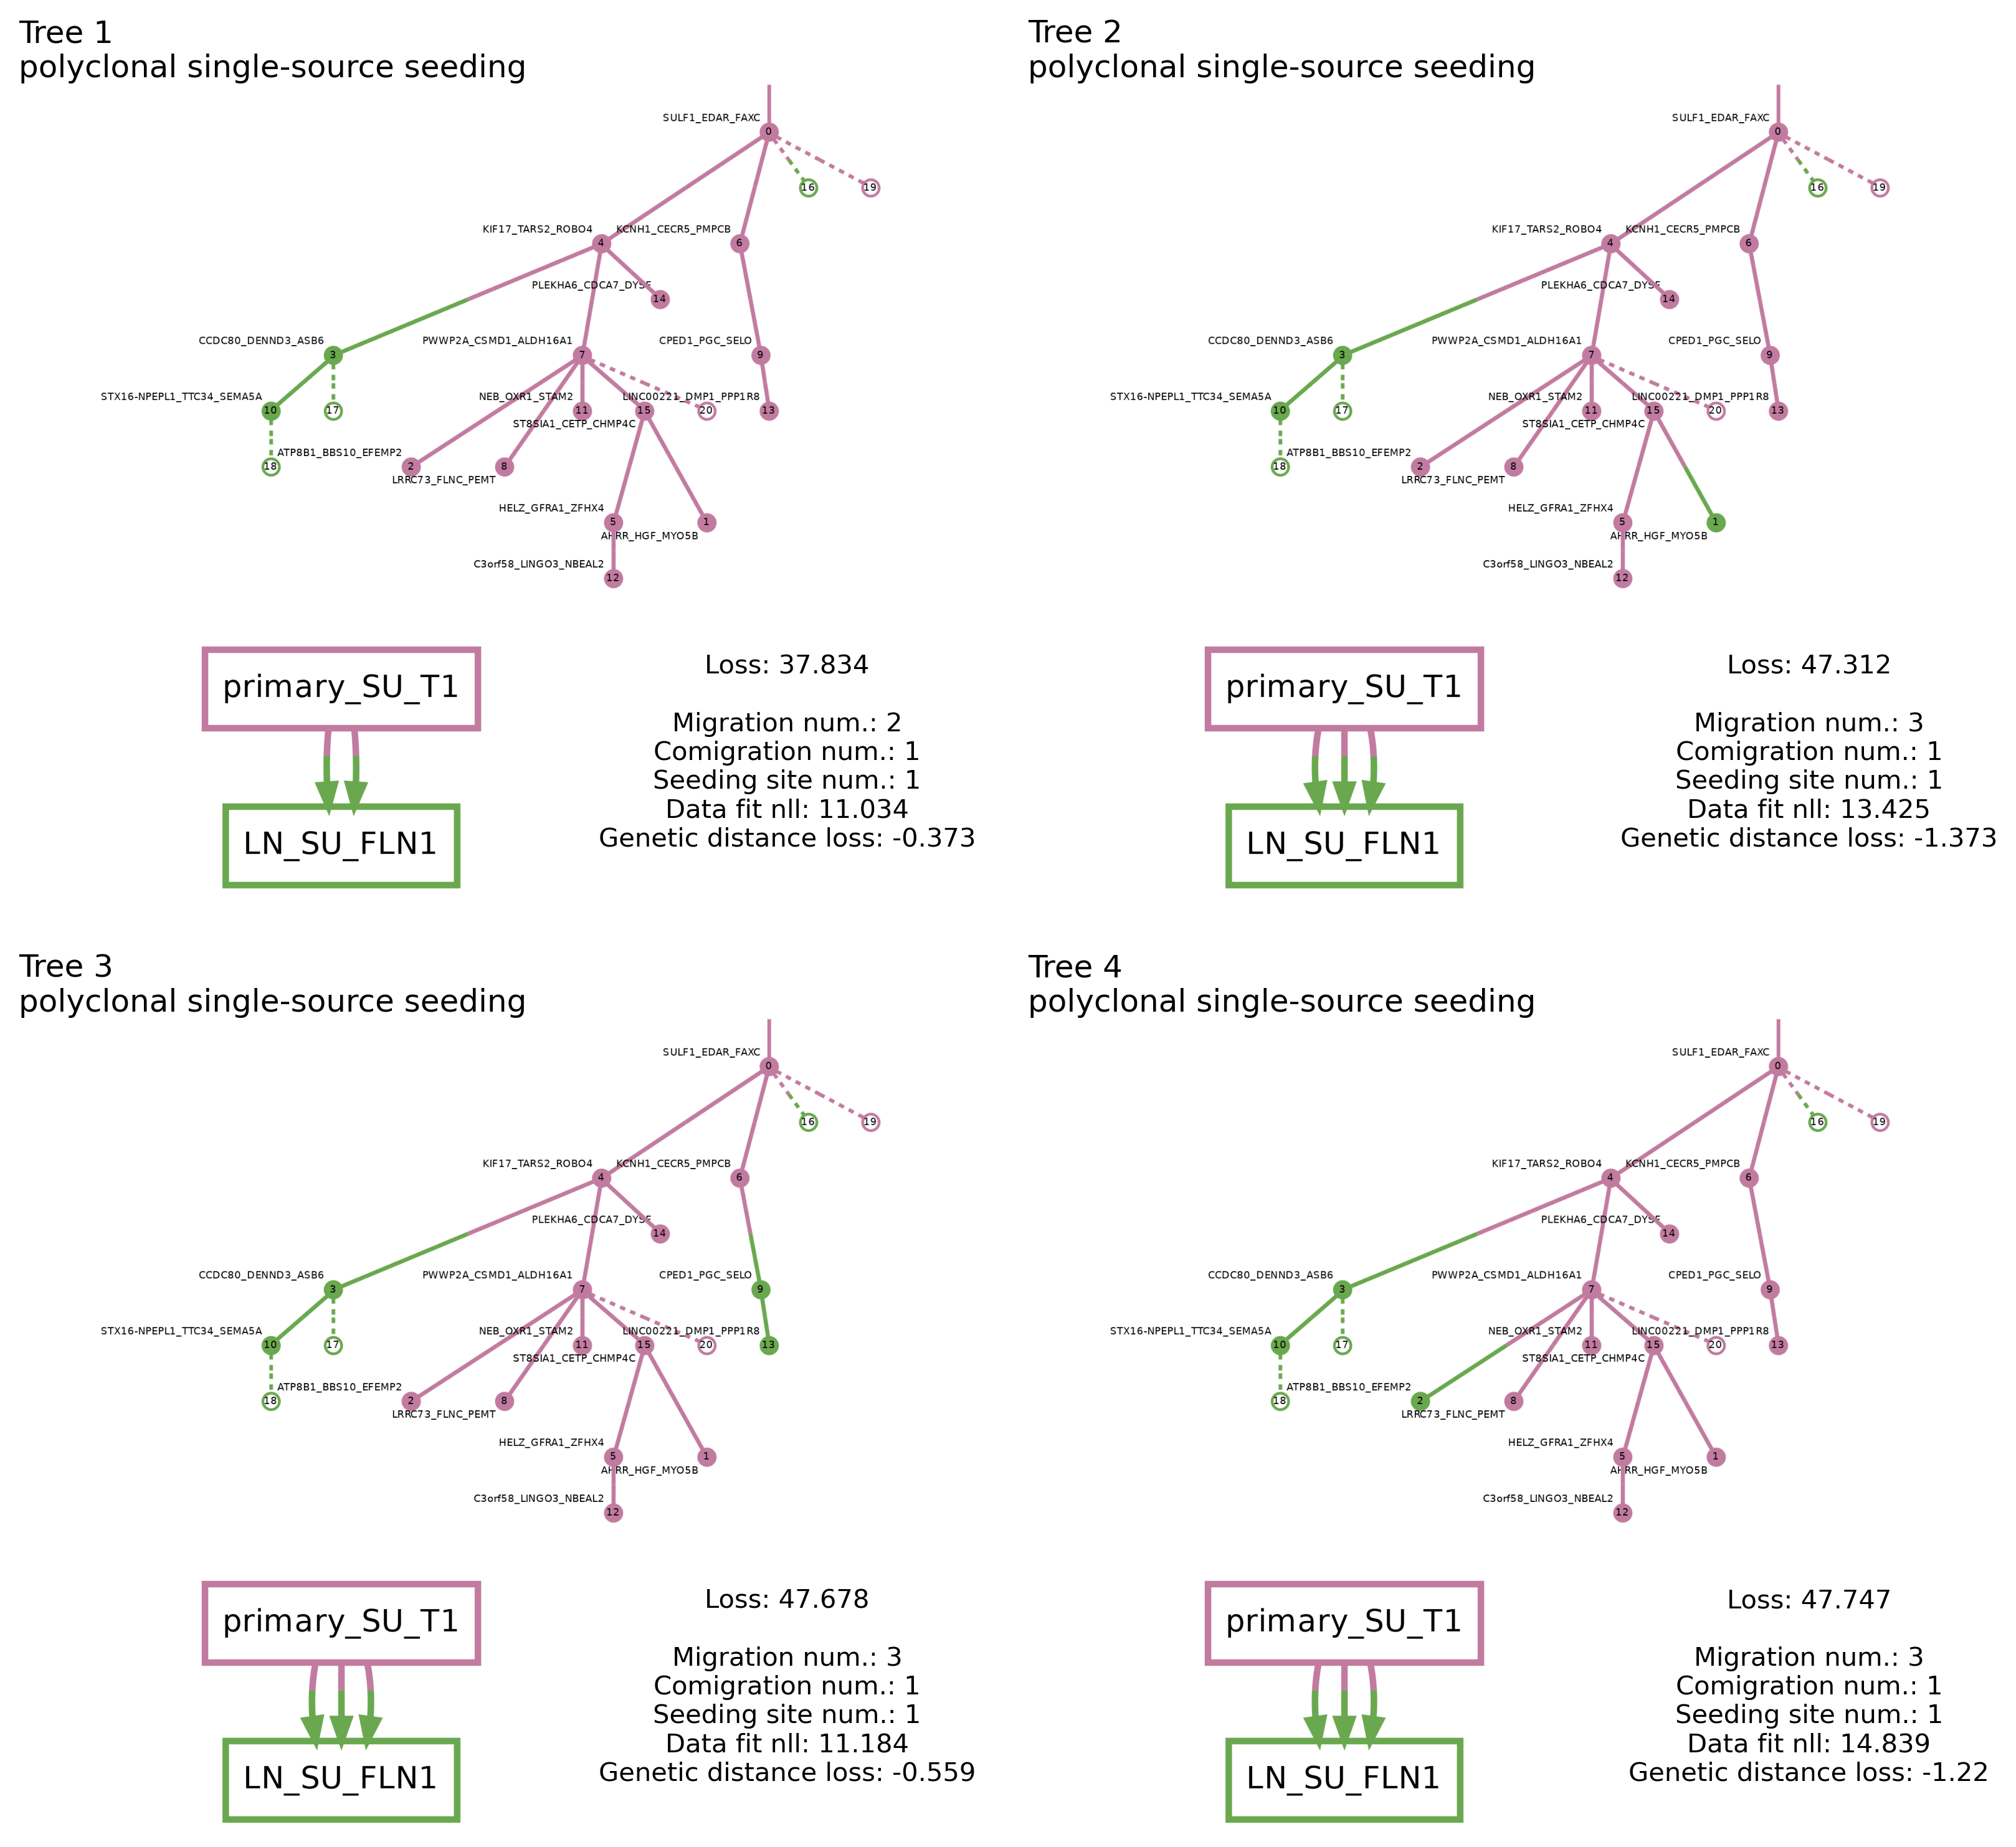 Tree 1
polyclonal single-source seeding
SULF1_EDAR_FAXC
0
16
19
KIF17_TARS2_ROBO4
4
KCNH1_CECR5_PMPCB
6
PLEKHA6_CDCA7_DYSF
14
CCDC80_DENND3_ASB6
3
PWWP2A_CSMD1_ALDH16A1
7
CPED1_PGC_SELO
9
STX16-NPEPL1_TTC34_SEMA5A
10
17
NEB_OXR1_STAM2
11
15
LINC00221_DMP1_PPP1R8
20
13
ST8SIA1_CETP_CHMP4C
18
ATP8B1_BBS10_EFEMP2
2
8
LRRC73_FLNC_PEMT
HELZ_GFRA1_ZFHX4
5
1
AHRR_HGF_MYO5B
C3orf58_LINGO3_NBEAL2
12
primary_SU_T1
LN_SU_FLN1
Loss: 37.834
Migration num.: 2
Comigration num.: 1
Seeding site num.: 1
Data fit nll: 11.034
Genetic distance loss: -0.373
Tree 2
polyclonal single-source seeding
SULF1_EDAR_FAXC
0
16
19
KIF17_TARS2_ROBO4
4
KCNH1_CECR5_PMPCB
6
PLEKHA6_CDCA7_DYSF
14
CCDC80_DENND3_ASB6
3
PWWP2A_CSMD1_ALDH16A1
7
CPED1_PGC_SELO
9
STX16-NPEPL1_TTC34_SEMA5A
10
17
NEB_OXR1_STAM2
11
15
LINC00221_DMP1_PPP1R8
20
13
ST8SIA1_CETP_CHMP4C
18
ATP8B1_BBS10_EFEMP2
2
8
LRRC73_FLNC_PEMT
HELZ_GFRA1_ZFHX4
5
1
AHRR_HGF_MYO5B
C3orf58_LINGO3_NBEAL2
12
primary_SU_T1
LN_SU_FLN1
Loss: 47.312
Migration num.: 3
Comigration num.: 1
Seeding site num.: 1
Data fit nll: 13.425
Genetic distance loss: -1.373
Tree 3
polyclonal single-source seeding
SULF1_EDAR_FAXC
0
16
19
KIF17_TARS2_ROBO4
4
KCNH1_CECR5_PMPCB
6
PLEKHA6_CDCA7_DYSF
14
CCDC80_DENND3_ASB6
3
PWWP2A_CSMD1_ALDH16A1
7
CPED1_PGC_SELO
9
STX16-NPEPL1_TTC34_SEMA5A
10
17
NEB_OXR1_STAM2
11
15
LINC00221_DMP1_PPP1R8
20
13
ST8SIA1_CETP_CHMP4C
18
ATP8B1_BBS10_EFEMP2
2
8
LRRC73_FLNC_PEMT
HELZ_GFRA1_ZFHX4
5
1
AHRR_HGF_MYO5B
C3orf58_LINGO3_NBEAL2
12
primary_SU_T1
LN_SU_FLN1
Loss: 47.678
Migration num.: 3
Comigration num.: 1
Seeding site num.: 1
Data fit nll: 11.184
Genetic distance loss: -0.559
Tree 4
polyclonal single-source seeding
SULF1_EDAR_FAXC
0
16
19
KIF17_TARS2_ROBO4
4
KCNH1_CECR5_PMPCB
6
PLEKHA6_CDCA7_DYSF
14
CCDC80_DENND3_ASB6
3
PWWP2A_CSMD1_ALDH16A1
7
CPED1_PGC_SELO
9
STX16-NPEPL1_TTC34_SEMA5A
10
17
NEB_OXR1_STAM2
11
15
LINC00221_DMP1_PPP1R8
20
13
ST8SIA1_CETP_CHMP4C
18
ATP8B1_BBS10_EFEMP2
2
8
LRRC73_FLNC_PEMT
HELZ_GFRA1_ZFHX4
5
1
AHRR_HGF_MYO5B
C3orf58_LINGO3_NBEAL2
12
primary_SU_T1
LN_SU_FLN1
Loss: 47.747
Migration num.: 3
Comigration num.: 1
Seeding site num.: 1
Data fit nll: 14.839
Genetic distance loss: -1.22